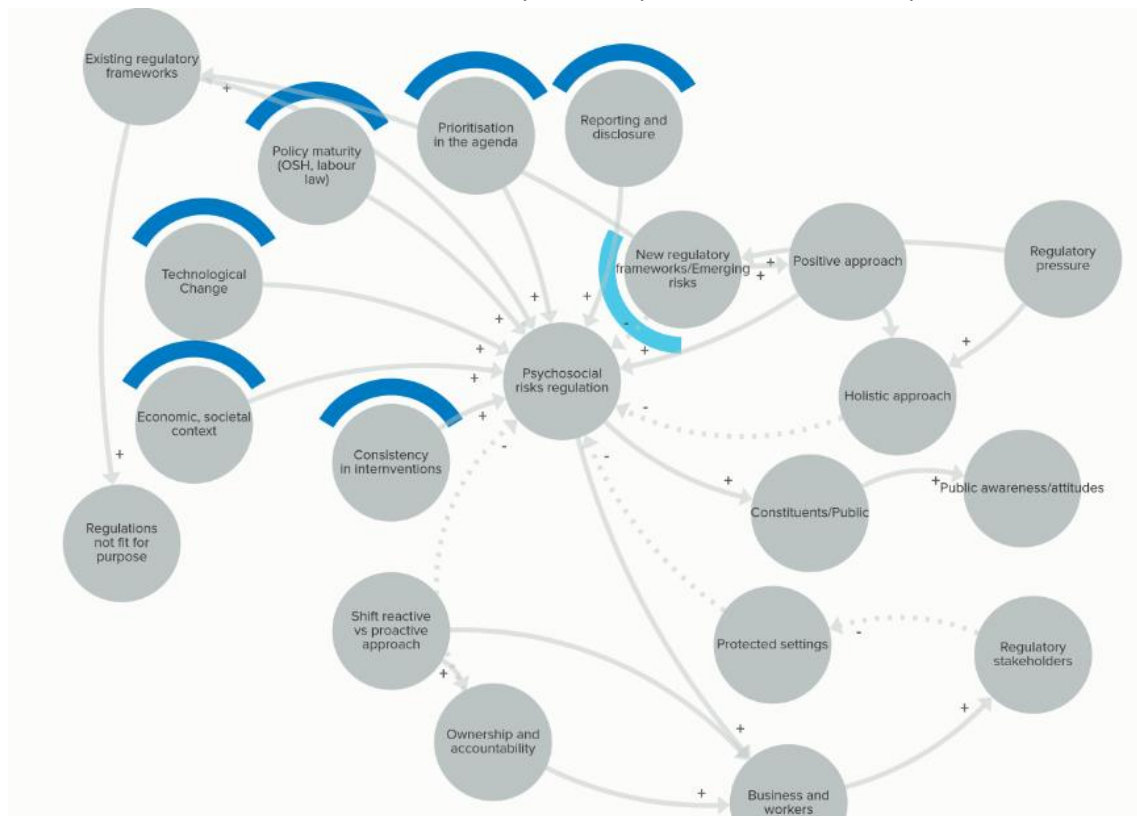 Existing regulatory
frameworks
Policy maturity
(OSH, labour
law)
Prioritisation
in the agenda
Reporting and
disclosure
Technological
Change
New regulatory
frameworks/Emerging
risks
Positive approach
Regulatory
pressure
Economic, societal
context
Psychosocial
risks regulation
Holistic approach
Consistency
in internventions
Constituents/Public
Public awareness/attitudes
Regulations
not fit for
purpose
Shift reactive
vs proactive
approach
Protected settings
Regulatory
stakeholders
Ownership and
accountability
Business and
workers